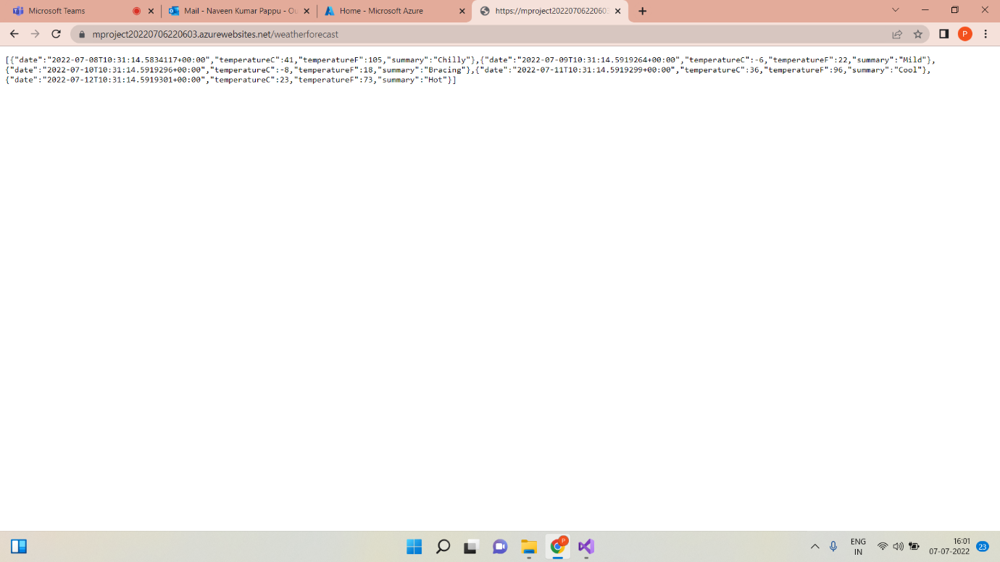 Microsoft Teams
Mail - Naveen Kumar Pappu - Ou
Home - Microsoft Azure
https://mproject20220706220603
mproject20220706220603.azurewebsites.net/weatherforecast
P
[{"date":"2022-07-08T10:31:14.5834117+00:00","temperatureC":41,"temperatureF":105,"summary":"Chilly"},{"date":"2022-07-09T10:31:14.5919264+00:00","temperatureC":-6,"temperatureF":22,"summary":"Mild"},
{"date":"2022-07-10T10:31:14.5919296+00:00","temperatureC":-8,"temperatureF":18,"summary":"Bracing"},{"date":"2022-07-11T10:31:14.5919299+00:00","temperatureC":36,"temperatureF":96,"summary":"Cool"},
{"date":"2022-07-12T10:31:14.5919301+00:00","temperatureC":23,"temperatureF":73,"summary":"Hot"}]
P
ENG
IN
16:01
07-07-2022
23